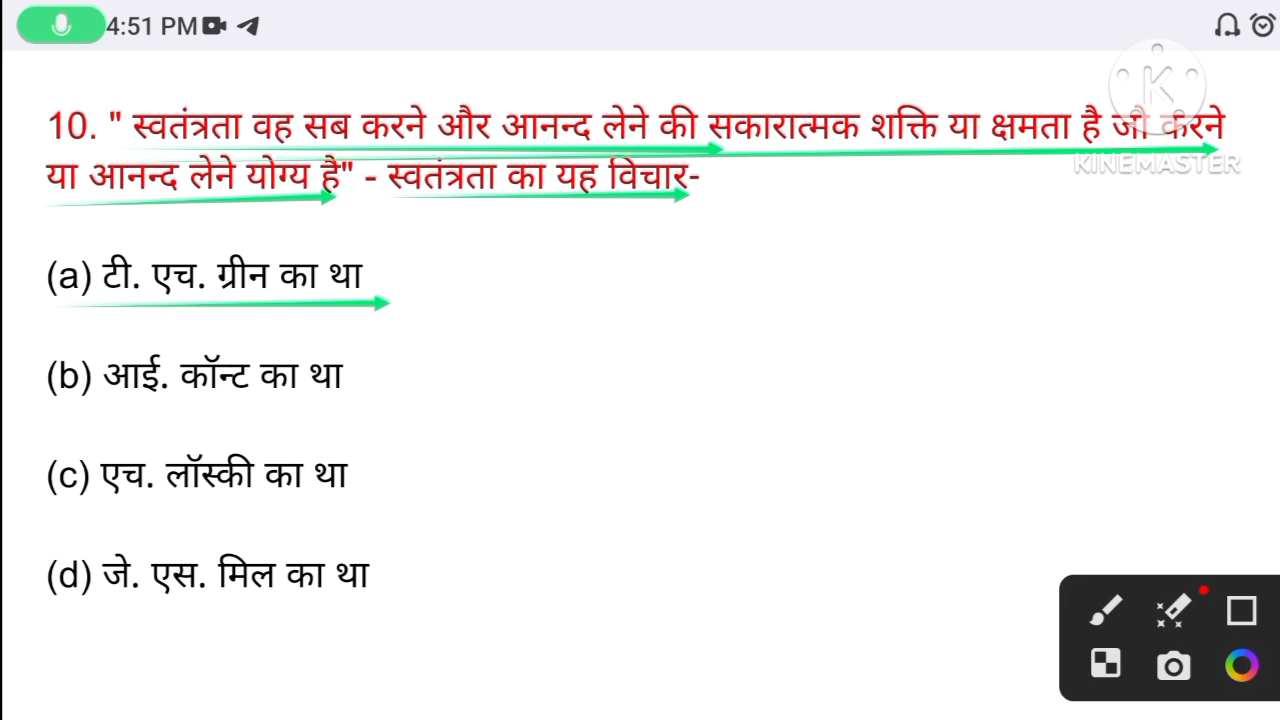 4:51 PM
10. " स्वतंत्रता वह सब करने और आनन्द लेने की सकारात्मक शक्ति या क्षमता है जो करने
या आनन्द लेने योग्य है" - स्वतंत्रता का यह विचार-
KINEMASTER
(a) टी. एच. ग्रीन का था
(b) आई. कॉन्ट का था
(c) एच. लॉस्की का था
(d) जे. एस. मिल का था